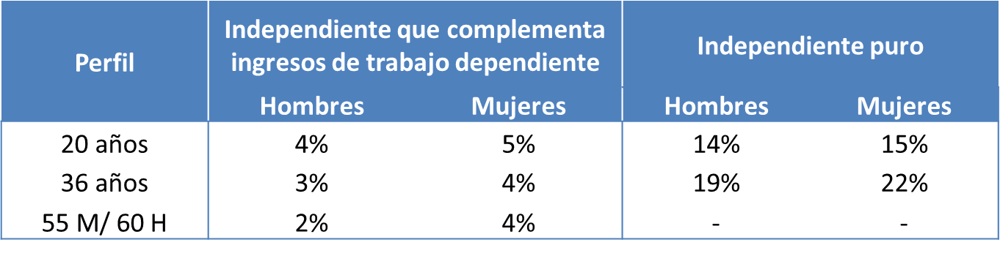 Perfil
Independiente que complementa
ingresos de trabajo dependiente
Independiente puro
Hombres Mujeres Hombres Mujeres
20 años 4% 5% 14% 15%
36 años 3% 4% 19% 22%
55 M/ 60 H 2% 4% - -